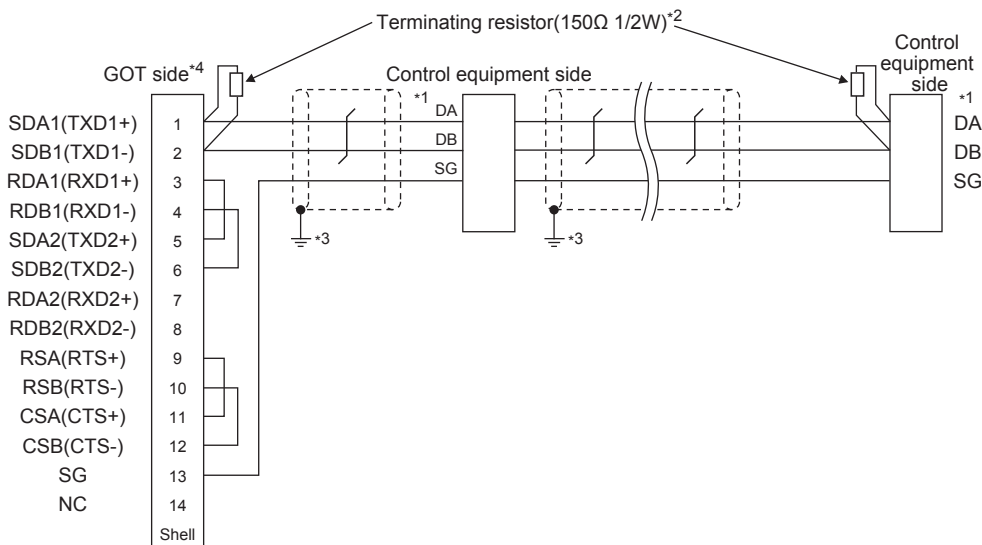 Terminating resistor(150Ω 1/2W)*2
GOT side*4
Control equipment side
Control
equipment
side
*1
DA
DB
SG
*1
DA
DB
SG
SDA1(TXD1+) 1
SDB1(TXD1-) 2
RDA1(RXD1+) 3
RDB1(RXD1-) 4
SDA2(TXD2+) 5
SDB2(TXD2-) 6
RDA2(RXD2+) 7
RDB2(RXD2-) 8
RSA(RTS+) 9
RSB(RTS-) 10
CSA(CTS+) 11
CSB(CTS-) 12
SG 13
NC 14
Shell
*3
*3